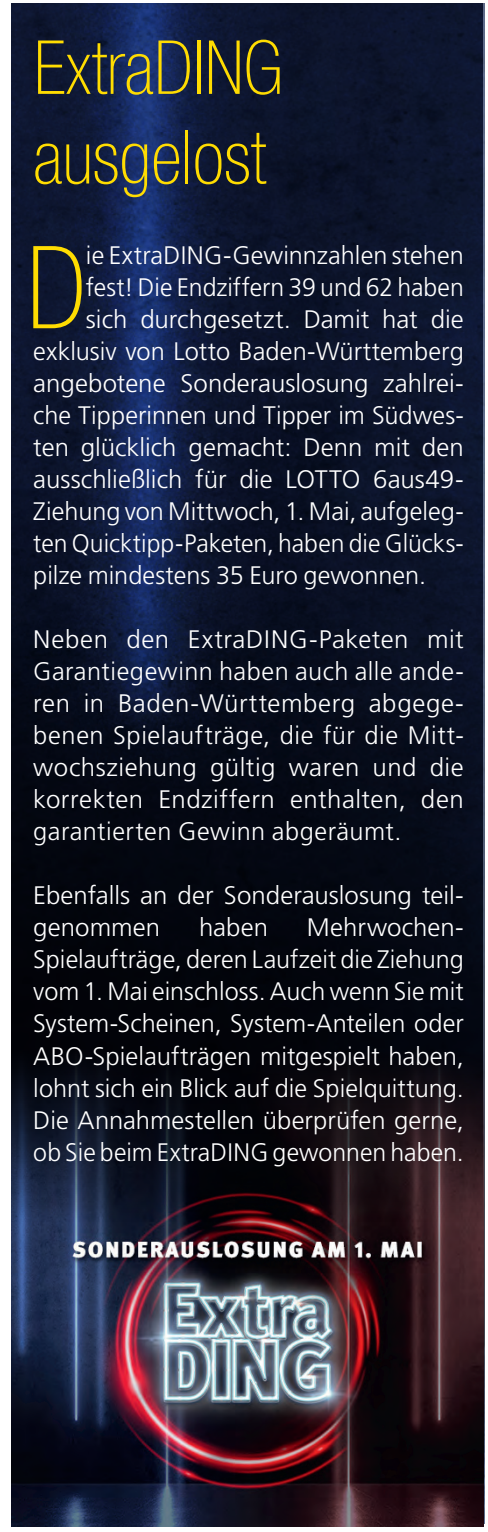 ExtraDING
ausgelost
Die ExtraDING-Gewinnzahlen stehen
fest! Die Endziffern 39 und 62 haben
sich durchgesetzt. Damit hat die
exklusiv von Lotto Baden-Württemberg
angebotene Sonderauslosung zahlrei-
che Tipperinnen und Tipper im Südwes-
ten glücklich gemacht: Denn mit den
ausschließlich für die LOTTO 6aus49-
Ziehung von Mittwoch, 1. Mai, aufgeleg-
ten Quicktipp-Paketen, haben die Glücks-
pilze mindestens 35 Euro gewonnen.
Neben den ExtraDING-Paketen mit
Garantiegewinn haben auch alle ande-
ren in Baden-Württemberg abgege-
benen Spielaufträge, die für die Mitt-
wochsziehung gültig waren und die
korrekten Endziffern enthalten, den
garantierten Gewinn abgeräumt.
Ebenfalls an der Sonderauslosung teil-
genommen haben Mehrwochen-
Spielaufträge, deren Laufzeit die Ziehung
vom 1. Mai einschloss. Auch wenn Sie mit
System-Scheinen, System-Anteilen oder
ABO-Spielaufträgen mitgespielt haben,
lohnt sich ein Blick auf die Spielquittung.
Die Annahmestellen überprüfen gerne,
ob Sie beim ExtraDING gewonnen haben.
SONDERAUSLOSUNG AM 1. MAI
Extra
DING